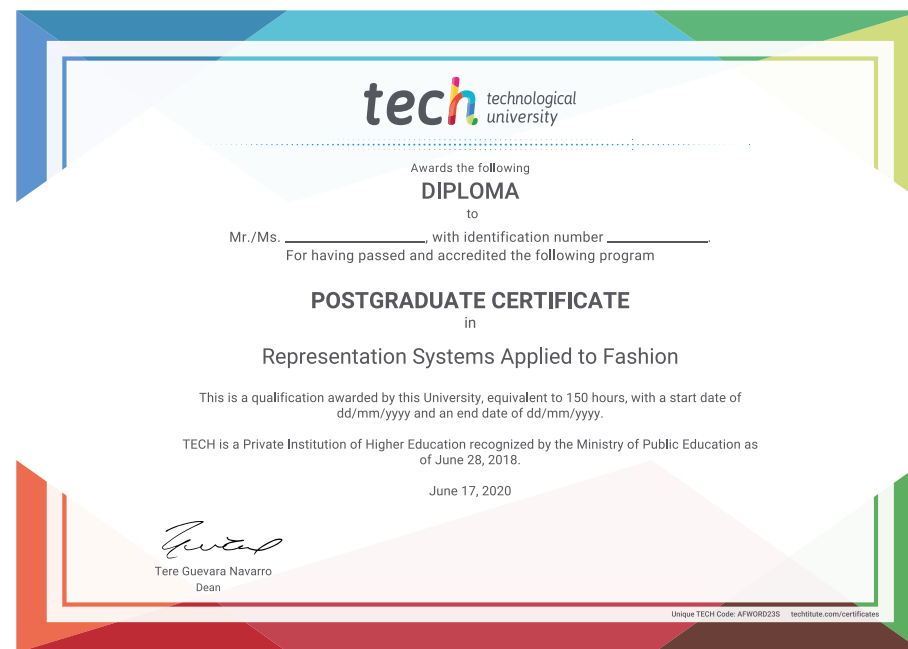 tech technological
university
Awards the following
DIPLOMA
to
Mr./Ms. ____________, with identification number ____________.
For having passed and accredited the following program
POSTGRADUATE CERTIFICATE
in
Representation Systems Applied to Fashion
This is a qualification awarded by this University, equivalent to 150 hours, with a start date of
dd/mm/yyyy and an end date of dd/mm/yyyy.
TECH is a Private Institution of Higher Education recognized by the Ministry of Public Education as
of June 28, 2018.
June 17, 2020
Tere Guevara Navarro
Dean
Unique TECH Code: AFWORD23S techtitute.com/certificates